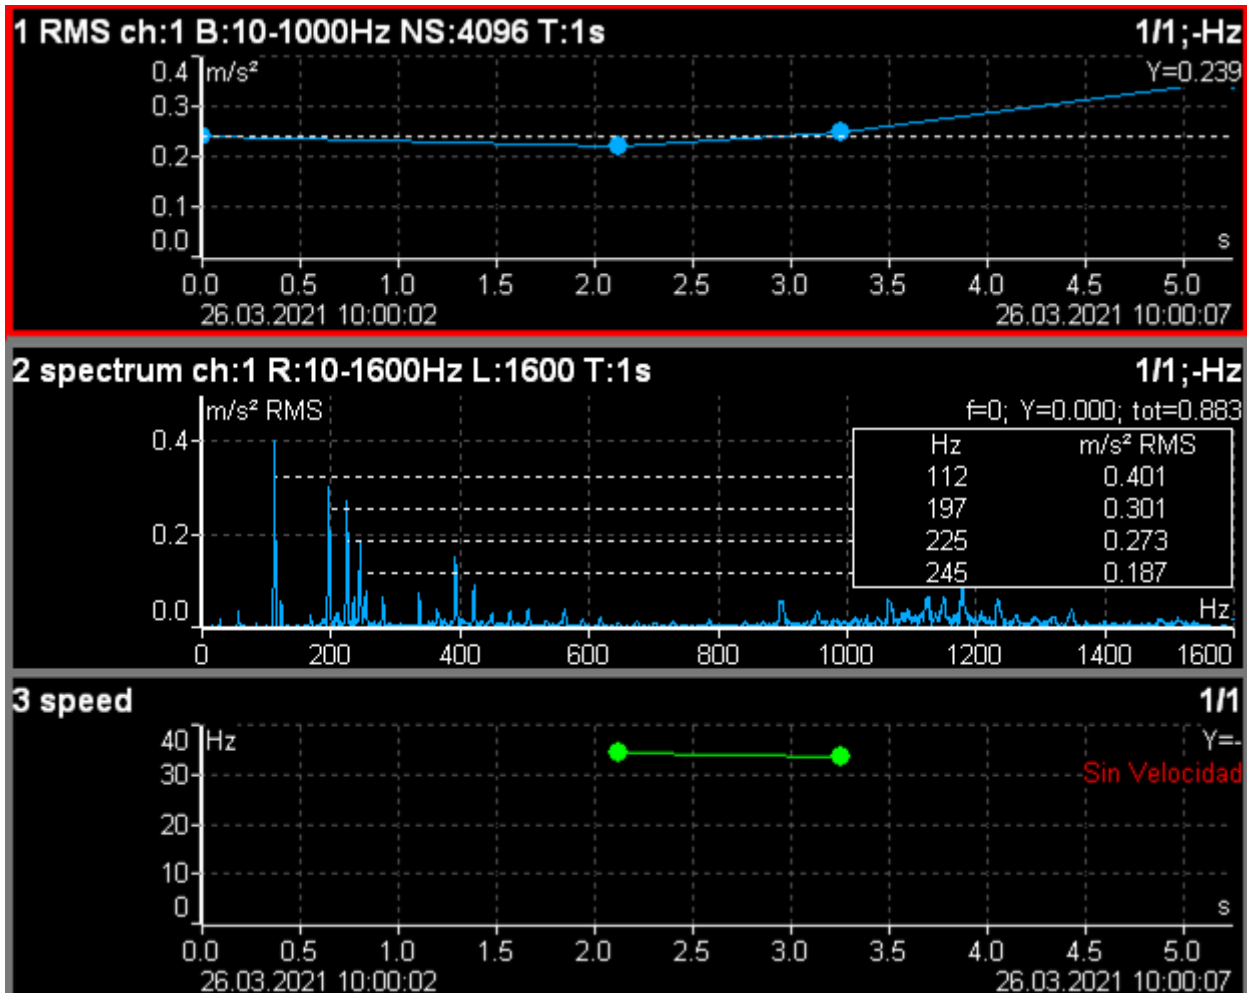 1 RMS ch:1 B:10-1000Hz NS:4096 T:1s 1/1;-Hz
0.4 m/s² Y=0.239
0.3
0.2
0.1
0.0 s
0.0 0.5 1.0 1.5 2.0 2.5 3.0 3.5 4.0 4.5 5.0
26.03.2021 10:00:02 26.03.2021 10:00:07
2 spectrum ch:1 R:10-1600Hz L:1600 T:1s 1/1;-Hz
m/s² RMS f=0; Y=0.000; tot=0.883
0.4 Hz m/s² RMS
112 0.401
197 0.301
0.2 225 0.273
245 0.187
0.0 Hz
0 200 400 600 800 1000 1200 1400 1600
3 speed 1/1
40 Hz Y=-
30 Sin Velocidad
20
10
0 s
0.0 0.5 1.0 1.5 2.0 2.5 3.0 3.5 4.0 4.5 5.0
26.03.2021 10:00:02 26.03.2021 10:00:07